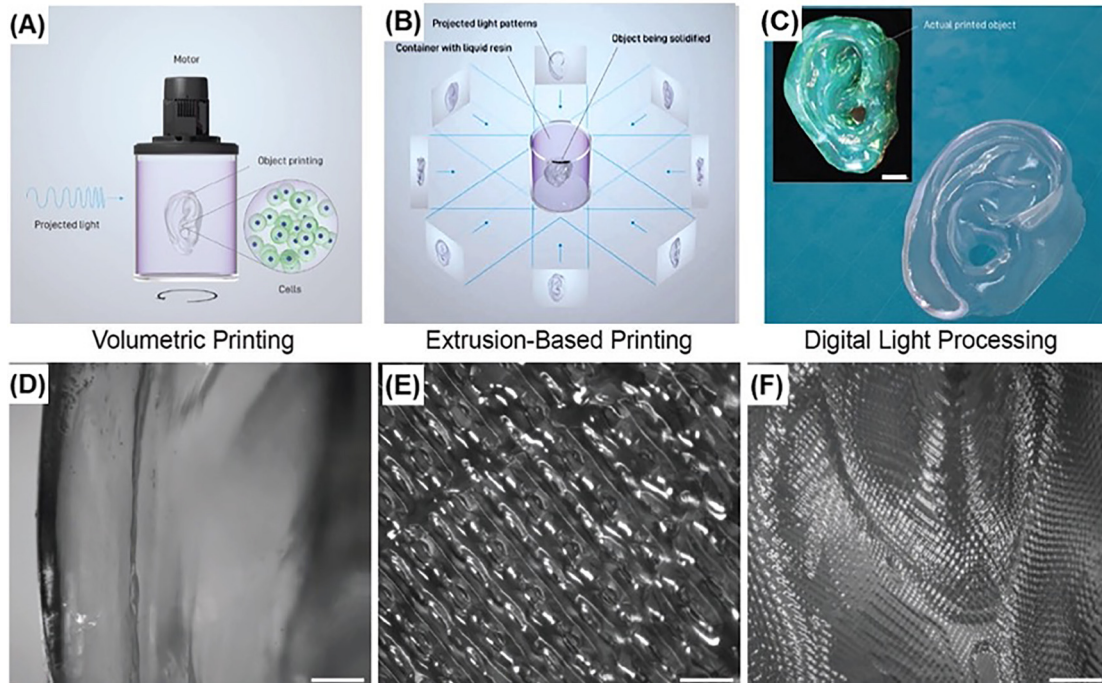 (A)
Motor
Object printing
Projected light
Cells
(B)
Projected light patterns
Container with liquid resin
Object being solidified
(C)
Actual printed object
Volumetric Printing
Extrusion-Based Printing
Digital Light Processing
(D)
(E)
(F)